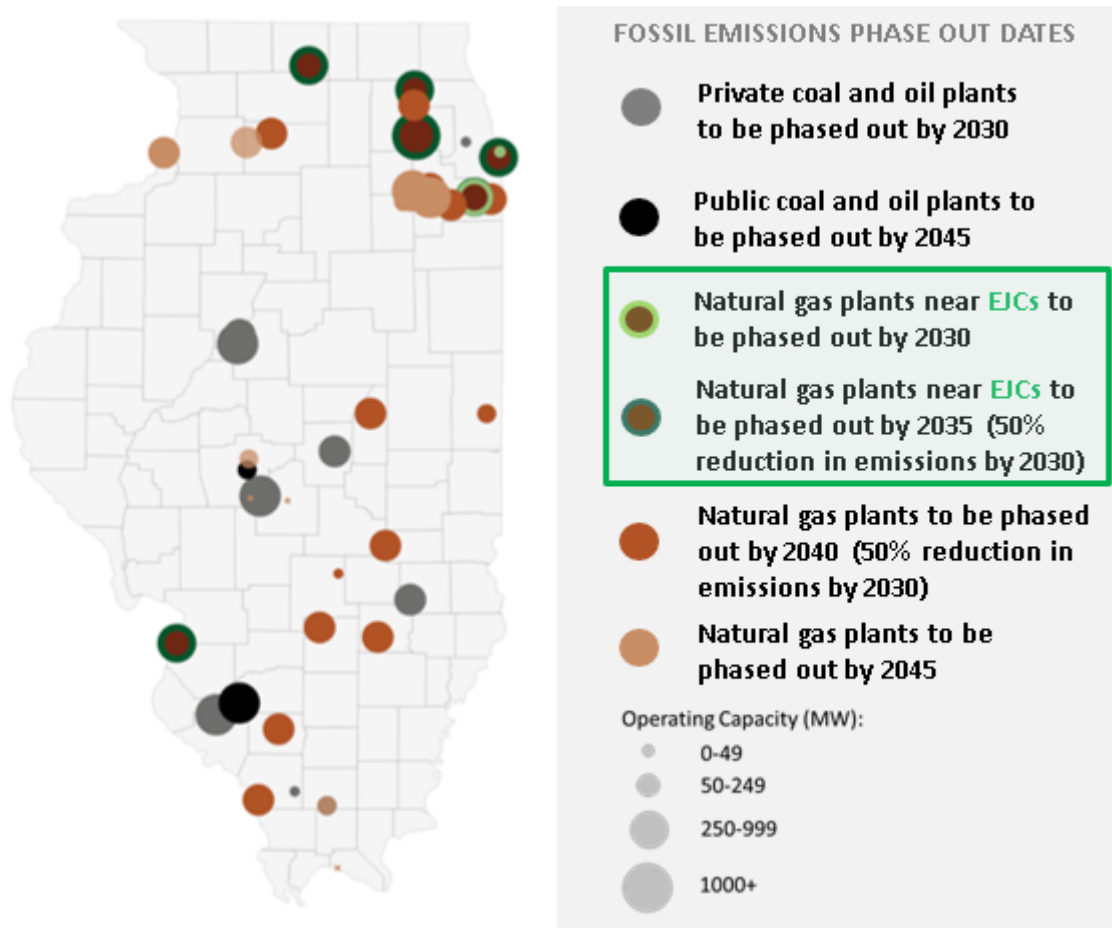 FOSSIL EMISSIONS PHASE OUT DATES
Private coal and oil plants
to be phased out by 2030
Public coal and oil plants to
be phased out by 2045
Natural gas plants near EJCs to
be phased out by 2030
Natural gas plants near EJCs to
be phased out by 2035 (50%
reduction in emissions by 2030)
Natural gas plants to be phased
out by 2040 (50% reduction in
emissions by 2030)
Natural gas plants to be
phased out by 2045
Operating Capacity (MW):
0-49
50-249
250-999
1000+